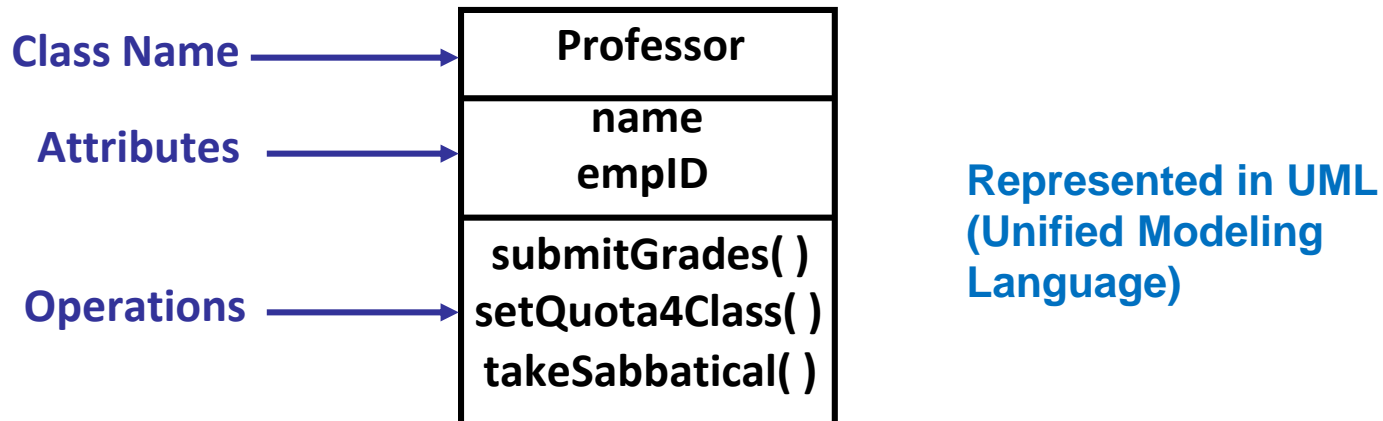 Class Name
Professor
Attributes
name
empID
Operations
submitGrades( )
setQuota4Class( )
takeSabbatical( )
Represented in UML
(Unified Modeling
Language)